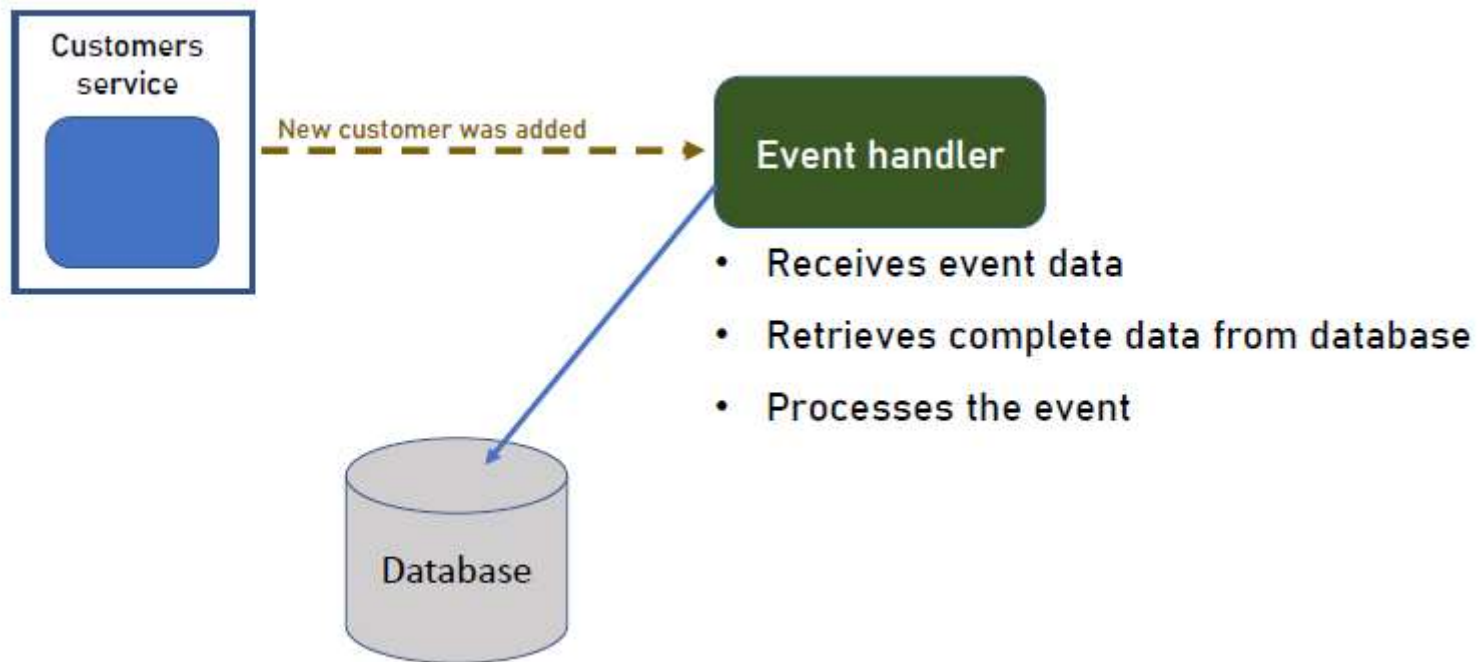 Customers
service
New customer was added
Event handler
• Receives event data
• Retrieves complete data from database
• Processes the event
Database